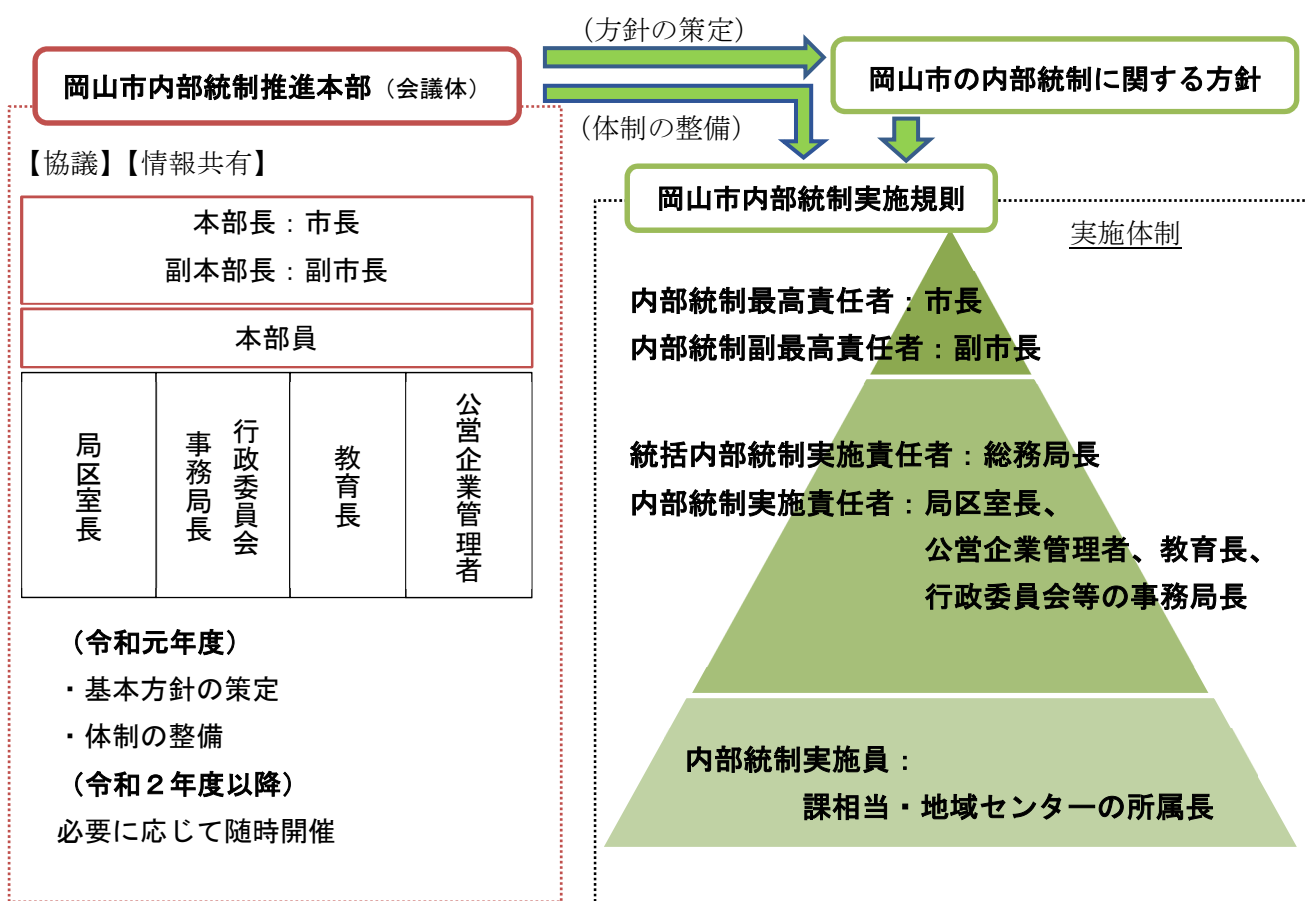 (方針の策定)
岡山市内部統制推進本部(会議休)
岡山市の内部統制に関する方針
(体制の整備)
【協議】【情報共有】
本部長:市長
副本部長:副市長
本部員
局区室長
行政委員会
事務局長
教育長
公営企業管理者
(令和元年度)
・基本方針の策定
・体制の整備
(令和2年度以降)
必要に応じて随時開催
岡山市内部統制実施規則
実施体制
内部統制最高責任者:市長
内部統制副最高責任者:副市長
統括内部統制実施責任者:総務局長
内部統制実施責任者:局区室長、
公営企業管理者、教育長、
行政委員会等の事務局長
内部統制実施員:
課相当・地域センターの所属長